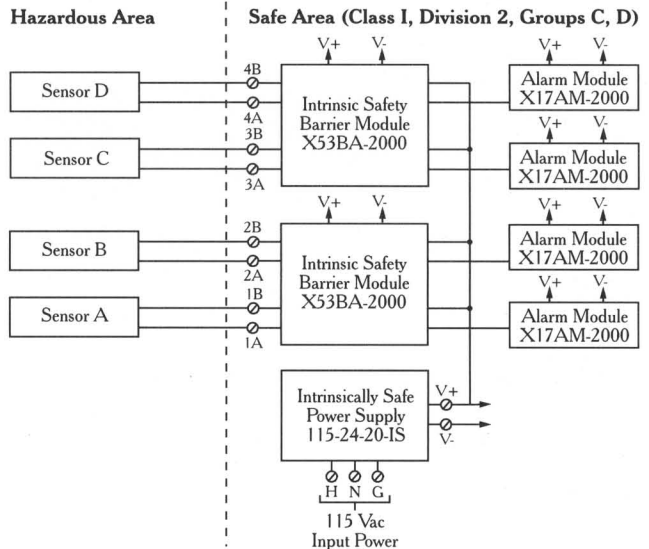 Hazardous Area
Safe Area (Class I, Division 2, Groups C, D)
V+ V-
V+ V-
Sensor D
4B
4A
Intrinsic Safety
Barrier Module
X53BA-2000
Alarm Module
X17AM-2000
V+ V-
Sensor C
3B
3A
Alarm Module
X17AM-2000
V+ V-
V+ V-
Sensor B
2B
2A
Intrinsic Safety
Barrier Module
X53BA-2000
Alarm Module
X17AM-2000
V+ V-
Sensor A
1B
1A
Alarm Module
X17AM-2000
Intrinsically Safe
Power Supply
115-24-20-IS
V+
V-
H N G
115 Vac
Input Power